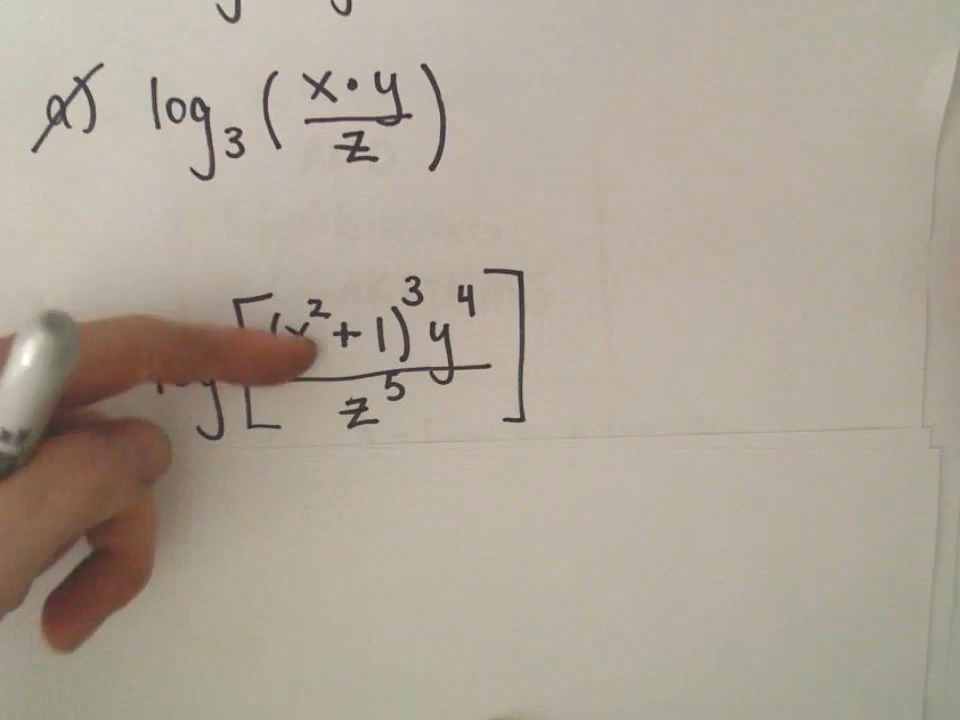 a) log₃ ( x · y / z )
log [ (x² + 1)³ y⁴ / z⁵ ]